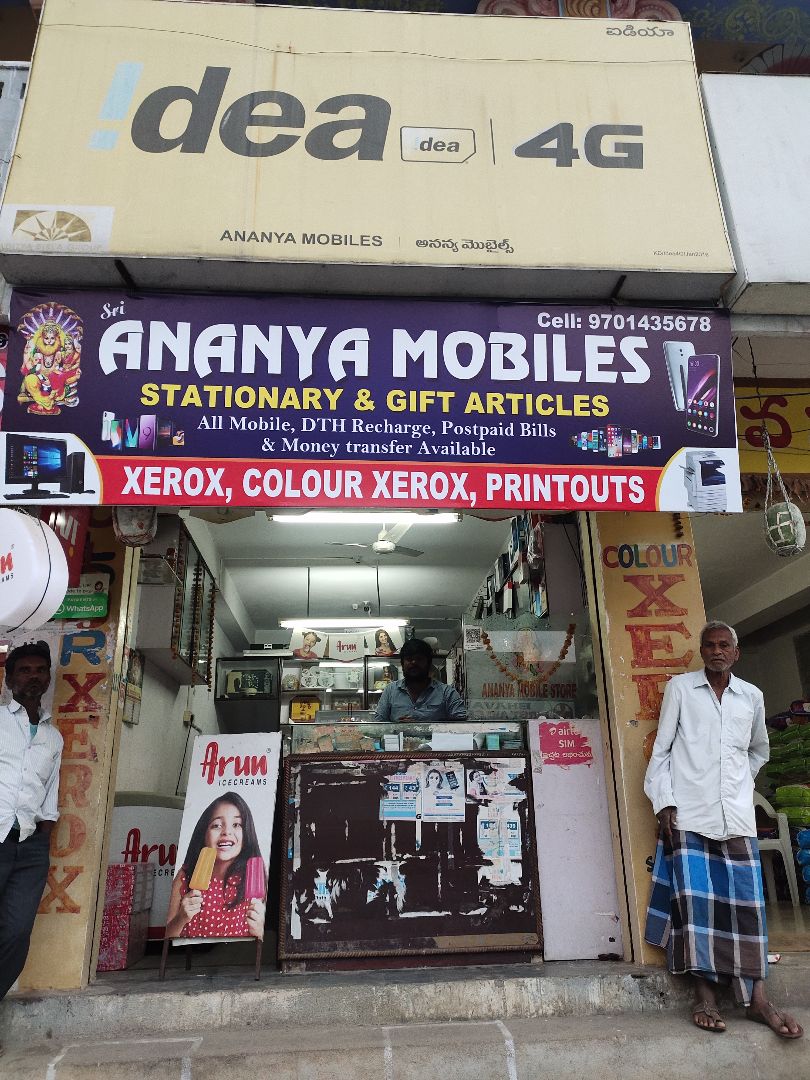 ఐడియా
!dea
!dea
4G
ANANYA MOBILES
అనన్య మొబైల్స్
Sri
Cell: 9701435678
ANANYA MOBILES
STATIONARY & GIFT ARTICLES
All Mobile, DTH Recharge, Postpaid Bills
& Money transfer Available
XEROX, COLOUR XEROX, PRINTOUTS
WhatsApp
COLOUR
XE
XEROX
Arun
ANANYA MOBILE STORE
airtel
SIM
Arun
ICECREAMS
Arun